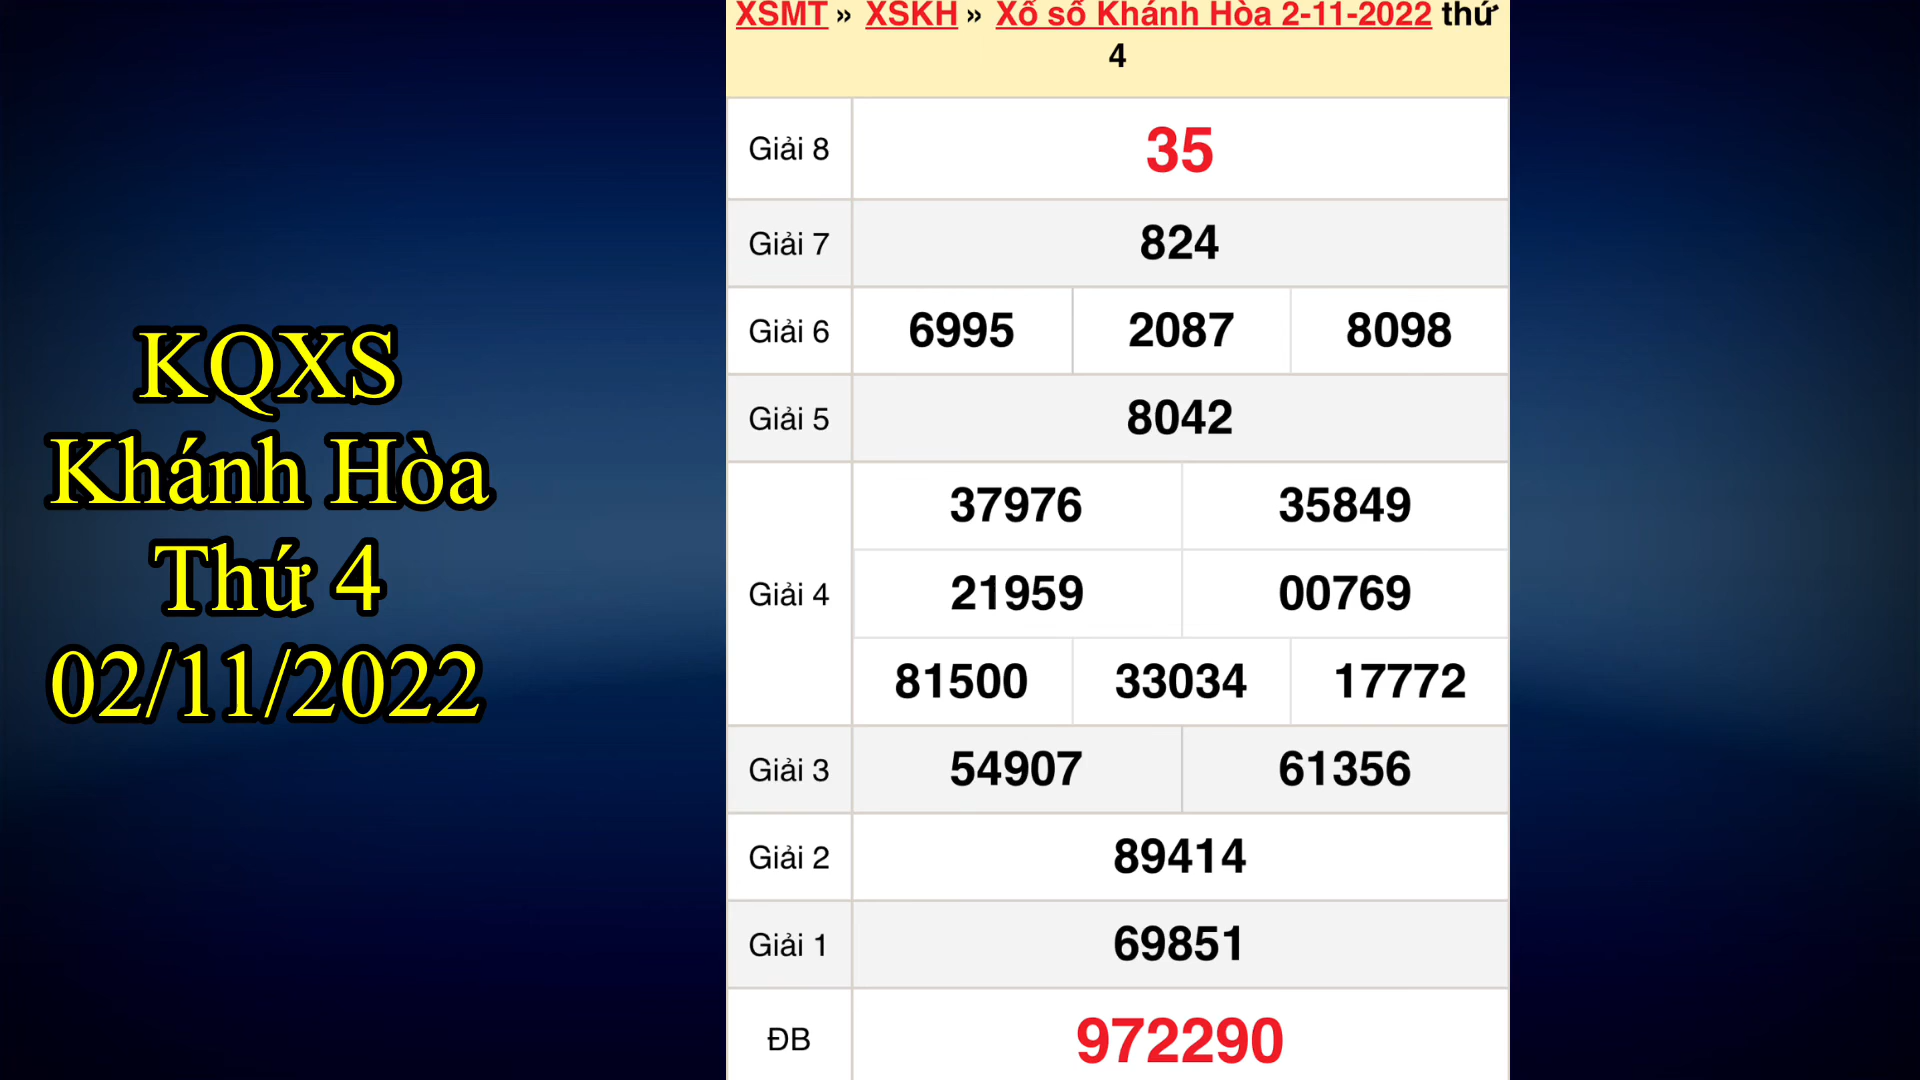 KQXS
Khánh Hòa
Thứ 4
02/11/2022
XSMT » XSKH » Xổ số Khánh Hòa 2-11-2022 thứ
4
Giải 8 35
Giải 7 824
Giải 6 6995 2087 8098
Giải 5 8042
Giải 4 37976 35849
21959 00769
81500 33034 17772
Giải 3 54907 61356
Giải 2 89414
Giải 1 69851
ĐB 972290